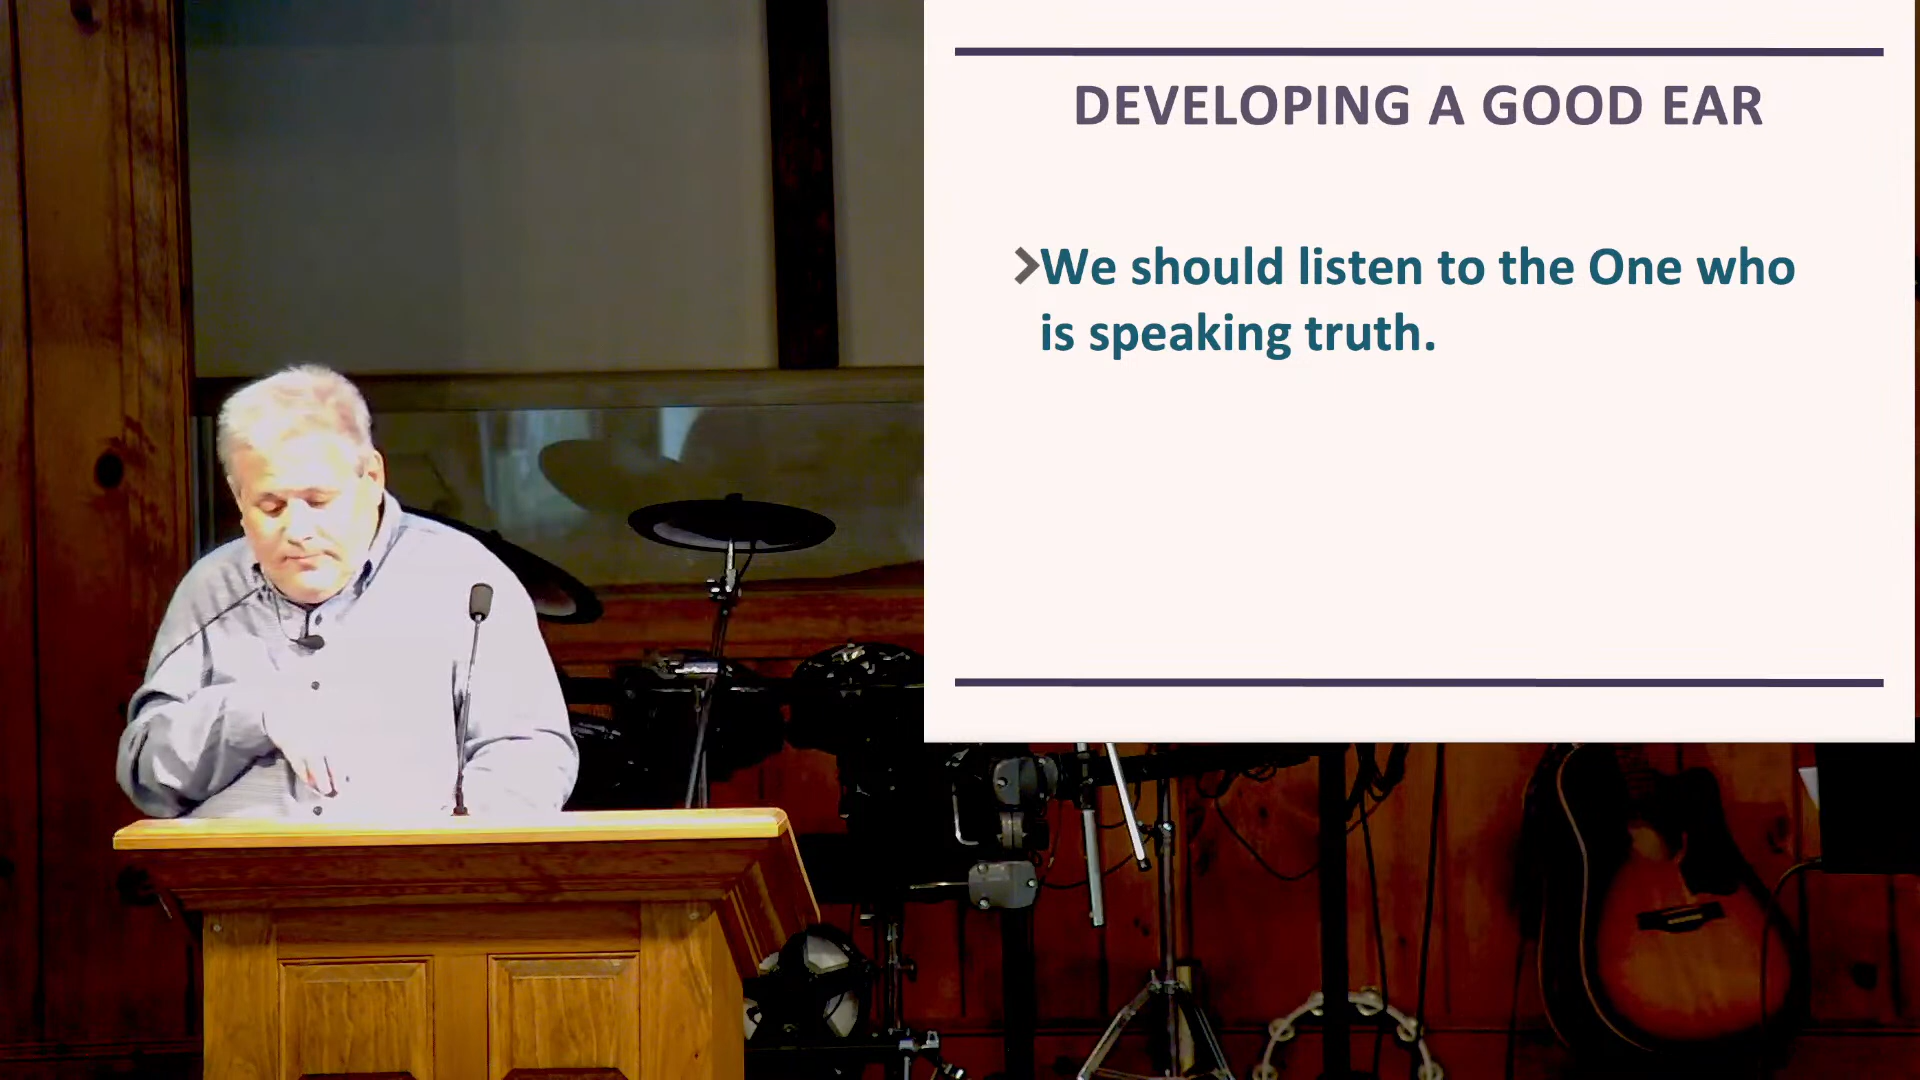 DEVELOPING A GOOD EAR
We should listen to the One who
is speaking truth.